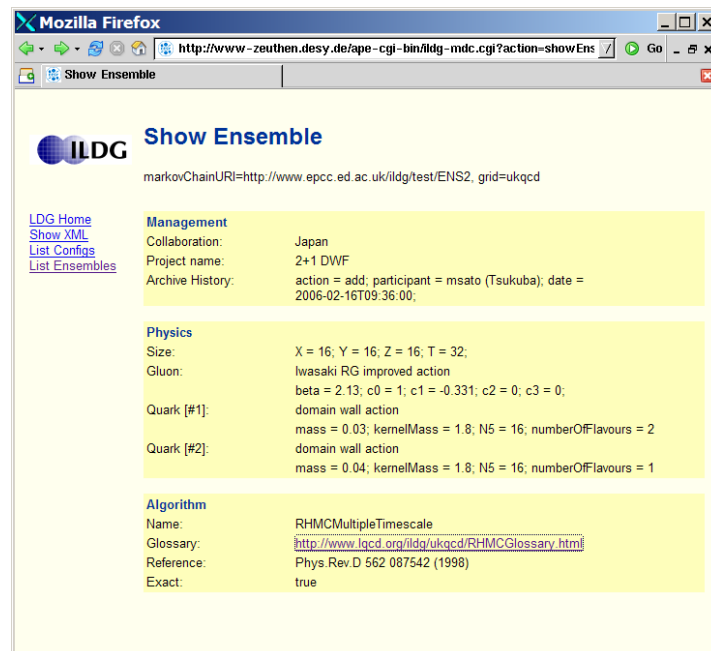 Mozilla Firefox
http://www-zeuthen.desy.de/ape-cgi-bin/ildg-mdc.cgi?action=showEns Go
Show Ensemble
ILDG
Show Ensemble
markovChainURI=http://www.epcc.ed.ac.uk/ildg/test/ENS2, grid=ukqcd
LDG Home
Show XML
List Configs
List Ensembles
Management
Collaboration: Japan
Project name: 2+1 DWF
Archive History: action = add; participant = msato (Tsukuba); date =
2006-02-16T09:36:00;
Physics
Size: X = 16; Y = 16; Z = 16; T = 32;
Gluon: Iwasaki RG improved action
beta = 2.13; c0 = 1; c1 = -0.331; c2 = 0; c3 = 0;
Quark [#1]: domain wall action
mass = 0.03; kernelMass = 1.8; N5 = 16; numberOfFlavours = 2
Quark [#2]: domain wall action
mass = 0.04; kernelMass = 1.8; N5 = 16; numberOfFlavours = 1
Algorithm
Name: RHMCMultipleTimescale
Glossary: http://www.lqcd.org/ildg/ukqcd/RHMCGlossary.html
Reference: Phys.Rev.D 562 087542 (1998)
Exact: true